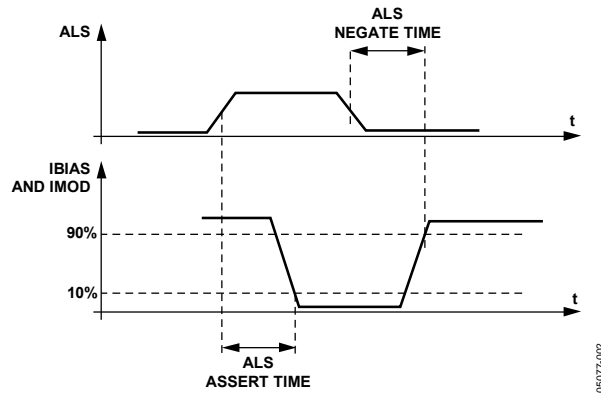 ALS
ALS
NEGATE TIME
t
IBIAS
AND IMOD
90%
10%
t
ALS
ASSERT TIME
05077-002